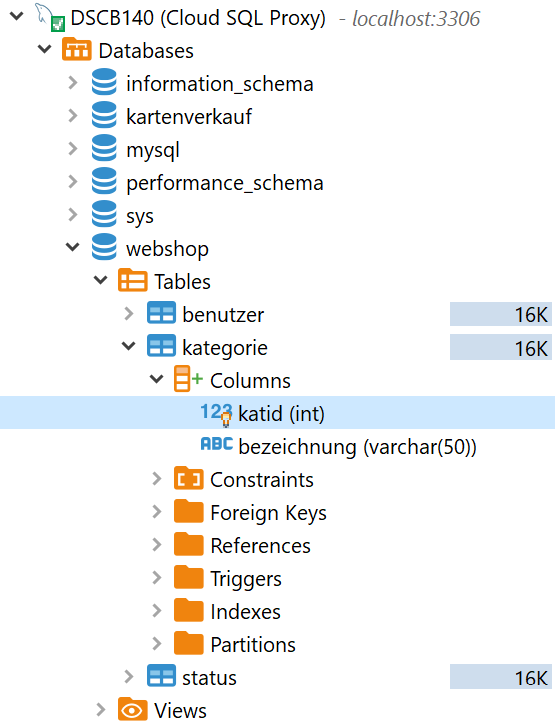 DSCB140 (Cloud SQL Proxy) - localhost:3306
Databases
information_schema
kartenverkauf
mysql
performance_schema
sys
webshop
Tables
benutzer 16K
kategorie 16K
Columns
123 katid (int)
ABC bezeichnung (varchar(50))
Constraints
Foreign Keys
References
Triggers
Indexes
Partitions
status 16K
Views